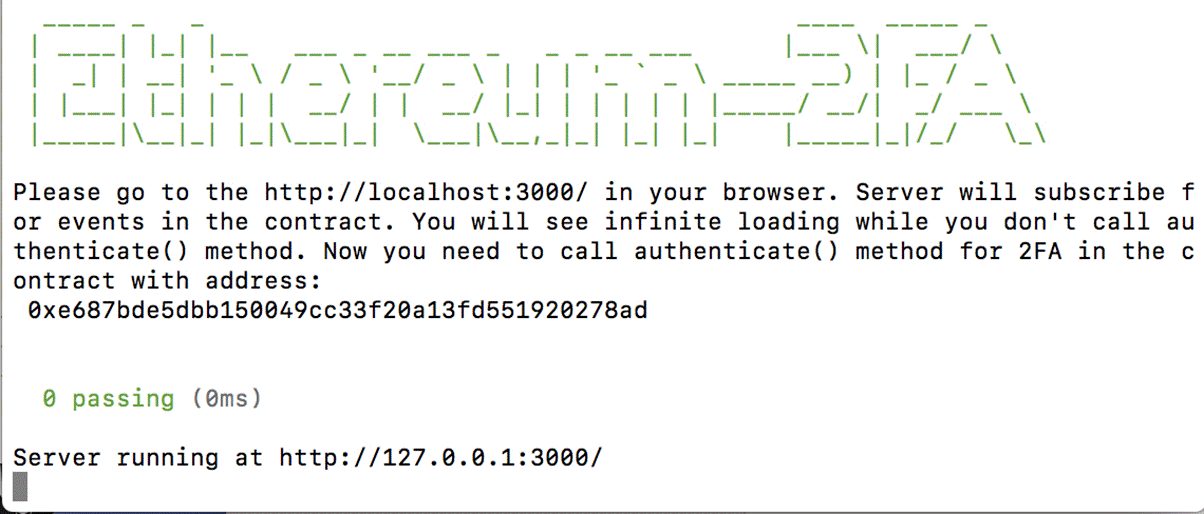 Ethereum-2FA
Please go to the http://localhost:3000/ in your browser. Server will subscribe f
or events in the contract. You will see infinite loading while you don't call au
thenticate() method. Now you need to call authenticate() method for 2FA in the c
ontract with address:
0xe687bde5dbb150049cc33f20a13fd551920278ad
0 passing (0ms)
Server running at http://127.0.0.1:3000/